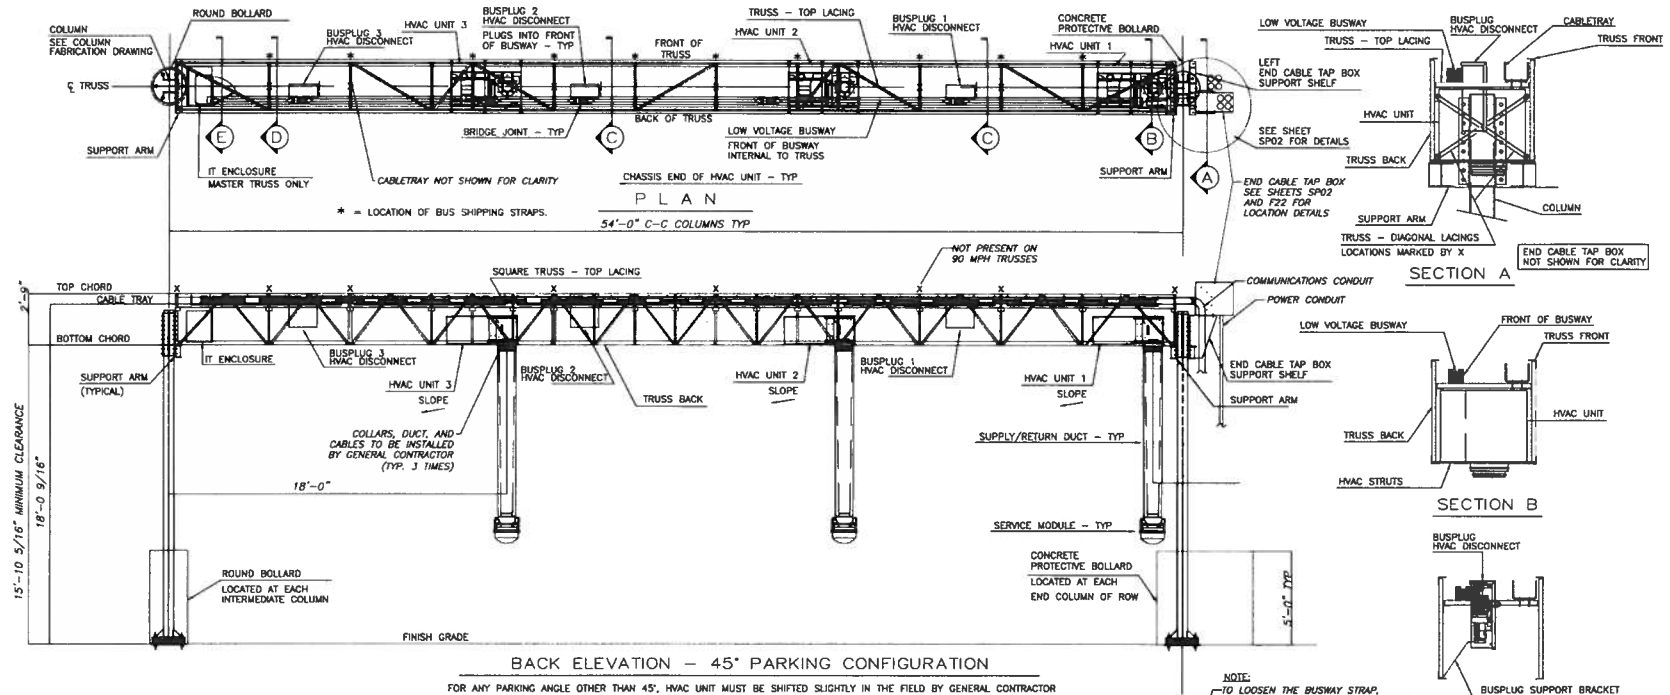 ROUND BOLLARD
COLUMN
SEE COLUMN
FABRICATION DRAWING
BUSPLUG 3
HVAC DISCONNECT
HVAC UNIT 3
BUSPLUG 2
HVAC DISCONNECT
PLUGS INTO FRONT
OF BUSWAY - TYP
FRONT OF
TRUSS
TRUSS - TOP LACING
HVAC UNIT 2
BUSPLUG 1
HVAC DISCONNECT
CONCRETE
PROTECTIVE BOLLARD
HVAC UNIT 1
LEFT
END CABLE TAP BOX
SUPPORT SHELF
℄ TRUSS
E
D
C
C
B
A
SUPPORT ARM
BRIDGE JOINT - TYP
BACK OF TRUSS
LOW VOLTAGE BUSWAY
FRONT OF BUSWAY
INTERNAL TO TRUSS
SEE SHEET
SP02 FOR DETAILS
IT ENCLOSURE
MASTER TRUSS ONLY
CABLETRAY NOT SHOWN FOR CLARITY
CHASSIS END OF HVAC UNIT - TYP
SUPPORT ARM
END CABLE TAP BOX
SEE SHEETS SP02
AND F22 FOR
LOCATION DETAILS
PLAN
* = LOCATION OF BUS SHIPPING STRAPS.
54'-0" C-C COLUMNS TYP
LOW VOLTAGE BUSWAY
BUSPLUG
HVAC DISCONNECT
CABLETRAY
TRUSS - TOP LACING
TRUSS FRONT
HVAC UNIT
TRUSS BACK
SUPPORT ARM
COLUMN
TRUSS - DIAGONAL LACINGS
LOCATIONS MARKED BY X
END CABLE TAP BOX
NOT SHOWN FOR CLARITY
SECTION A
NOT PRESENT ON
90 MPH TRUSSES
SQUARE TRUSS - TOP LACING
TOP CHORD
CABLE TRAY
BOTTOM CHORD
2'-9"
COMMUNICATIONS CONDUIT
POWER CONDUIT
IT ENCLOSURE
BUSPLUG 3
HVAC DISCONNECT
SUPPORT ARM
(TYPICAL)
HVAC UNIT 3
SLOPE
BUSPLUG 2
HVAC DISCONNECT
TRUSS BACK
HVAC UNIT 2
SLOPE
BUSPLUG 1
HVAC DISCONNECT
HVAC UNIT 1
SLOPE
END CABLE TAP BOX
SUPPORT SHELF
SUPPORT ARM
COLLARS, DUCT, AND
CABLES TO BE INSTALLED
BY GENERAL CONTRACTOR
(TYP. 3 TIMES)
SUPPLY/RETURN DUCT - TYP
18'-0"
15'-10 5/16" MINIMUM CLEARANCE
18'-0 9/16"
SERVICE MODULE - TYP
ROUND BOLLARD
LOCATED AT EACH
INTERMEDIATE COLUMN
CONCRETE
PROTECTIVE BOLLARD
LOCATED AT EACH
END COLUMN OF ROW
5'-0" TYP
FINISH GRADE
BACK ELEVATION - 45° PARKING CONFIGURATION
FOR ANY PARKING ANGLE OTHER THAN 45°, HVAC UNIT MUST BE SHIFTED SLIGHTLY IN THE FIELD BY GENERAL CONTRACTOR
LOW VOLTAGE BUSWAY
FRONT OF BUSWAY
TRUSS FRONT
TRUSS BACK
HVAC UNIT
HVAC STRUTS
SECTION B
BUSPLUG
HVAC DISCONNECT
BUSPLUG SUPPORT BRACKET
NOTE:
TO LOOSEN THE BUSWAY STRAP,